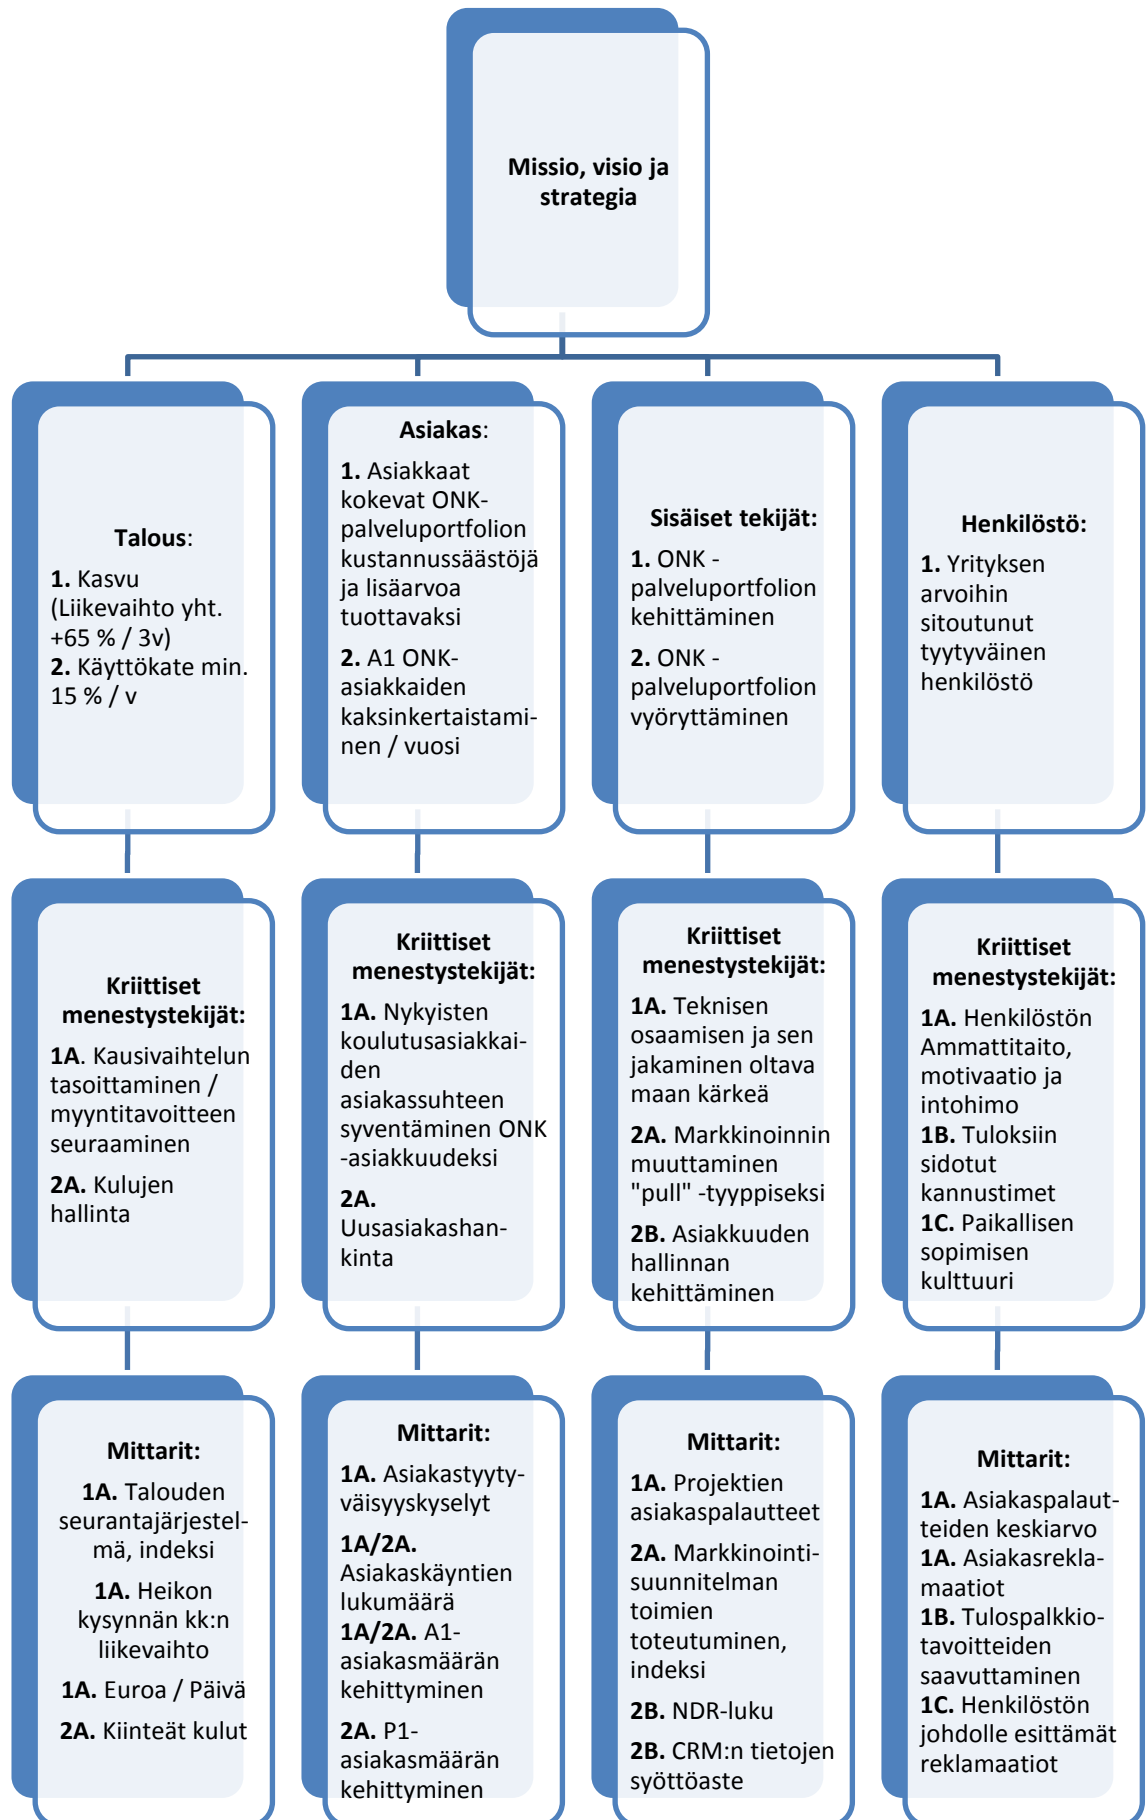 Missio, visio ja
strategia
Talous:
1. Kasvu
(Liikevaihto yht.
+65 % / 3v)
2. Käyttökate min.
15 % / v
Asiakas:
1. Asiakkaat
kokevat ONK-
palveluportfolion
kustannussäästöjä
ja lisäarvoa
tuottavaksi
2. A1 ONK-
asiakkaiden
kaksinkertaistami-
nen / vuosi
Sisäiset tekijät:
1. ONK -
palveluportfolion
kehittäminen
2. ONK -
palveluportfolion
vyöryttäminen
Henkilöstö:
1. Yrityksen
arvoihin
sitoutunut
tyytyväinen
henkilöstö
Kriittiset
menestystekijät:
1A. Kausivaihtelun
tasoittaminen /
myyntitavoitteen
seuraaminen
2A. Kulujen
hallinta
Kriittiset
menestystekijät:
1A. Nykyisten
koulutusasiakkai-
den
asiakassuhteen
syventäminen ONK
-asiakkuudeksi
2A.
Uusasiakashan-
kinta
Kriittiset
menestystekijät:
1A. Teknisen
osaamisen ja sen
jakaminen oltava
maan kärkeä
2A. Markkinoinnin
muuttaminen
"pull" -tyyppiseksi
2B. Asiakkuuden
hallinnan
kehittäminen
Kriittiset
menestystekijät:
1A. Henkilöstön
Ammattitaito,
motivaatio ja
intohimo
1B. Tuloksiin
sidotut
kannustimet
1C. Paikallisen
sopimisen
kulttuuri
Mittarit:
1A. Talouden
seurantajärjestel-
mä, indeksi
1A. Heikon
kysynnän kk:n
liikevaihto
1A. Euroa / Päivä
2A. Kiinteät kulut
Mittarit:
1A. Asiakastyyty-
väisyyskyselyt
1A/2A.
Asiakaskäyntien
lukumäärä
1A/2A. A1-
asiakasmäärän
kehittyminen
2A. P1-
asiakasmäärän
kehittyminen
Mittarit:
1A. Projektien
asiakaspalautteet
2A. Markkinointi-
suunnitelman
toimien
toteutuminen,
indeksi
2B. NDR-luku
2B. CRM:n tietojen
syöttöaste
Mittarit:
1A. Asiakaspalaut-
teiden keskiarvo
1A. Asiakasrekla-
maatiot
1B. Tulospalkkio-
tavoitteiden
saavuttaminen
1C. Henkilöstön
johdolle esittämät
reklamaatiot